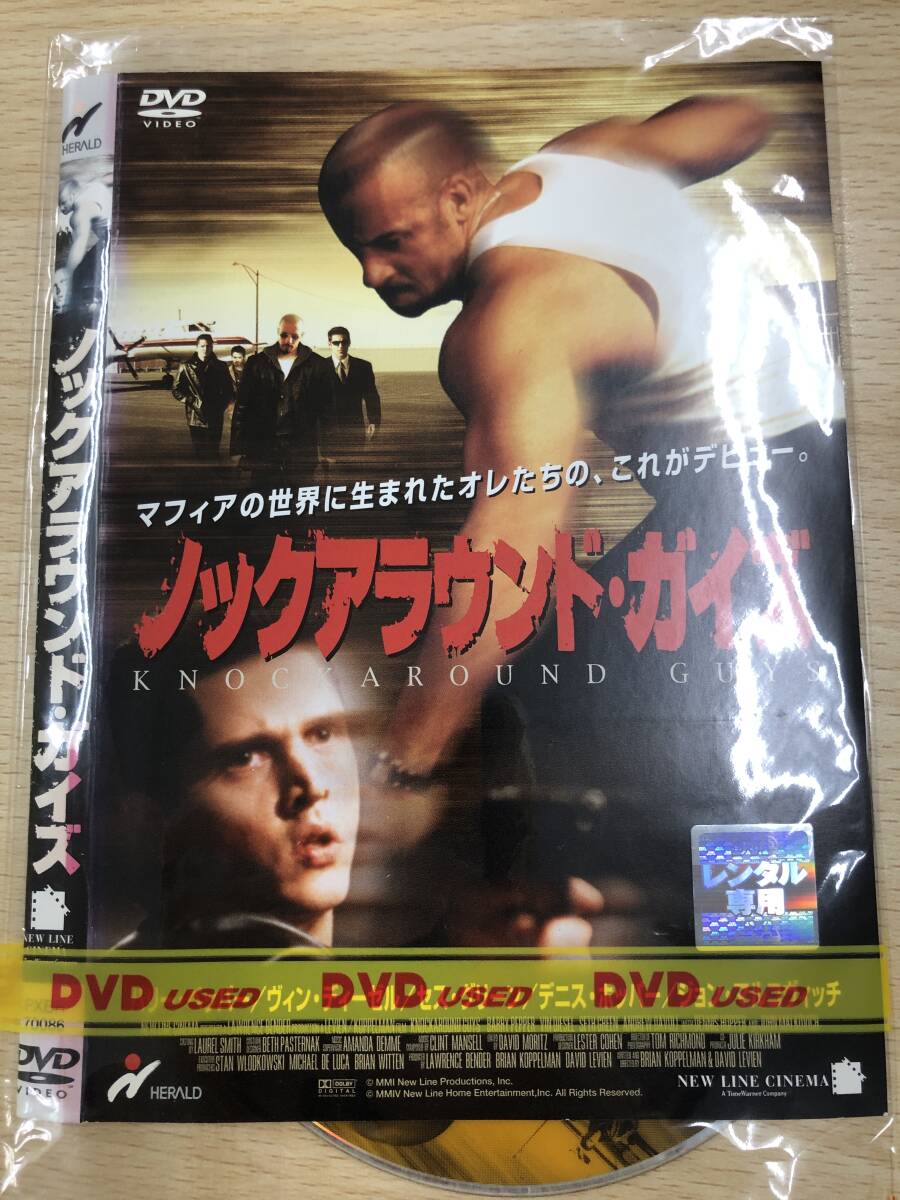 DVD
VIDEO
HERALD
ノックアラウンド・ガイズ
NEW LINE
CINEMA
70086
DVD
VIDEO
マフィアの世界に生まれたオレたちの、これがデビュー。
ノックアラウンド・ガイズ
KNOCKAROUND GUYS
レンタル
専用
DVD USED DVD USED DVD USED
／ヴィン・ディーゼル／セス・／デニス・ホッパー／ジョン・
LAUREL SMITH BETH PASTERNAK AMANDA DEMME CLINT MANSELL DAVID MORITZ LESTER COHEN TOM RICHMOND JULIE KIRKHAM
STAN WLODKOWSKI MICHAEL DE LUCA BRIAN WITTEN LAWRENCE BENDER BRIAN KOPPELMAN DAVID LEVIEN BRIAN KOPPELMAN & DAVID LEVIEN
HERALD
DOLBY
DIGITAL
© MMI New Line Productions, Inc.
© MMIV New Line Home Entertainment,Inc. All Rights Reserved.
NEW LINE CINEMA
A TimeWarner Company